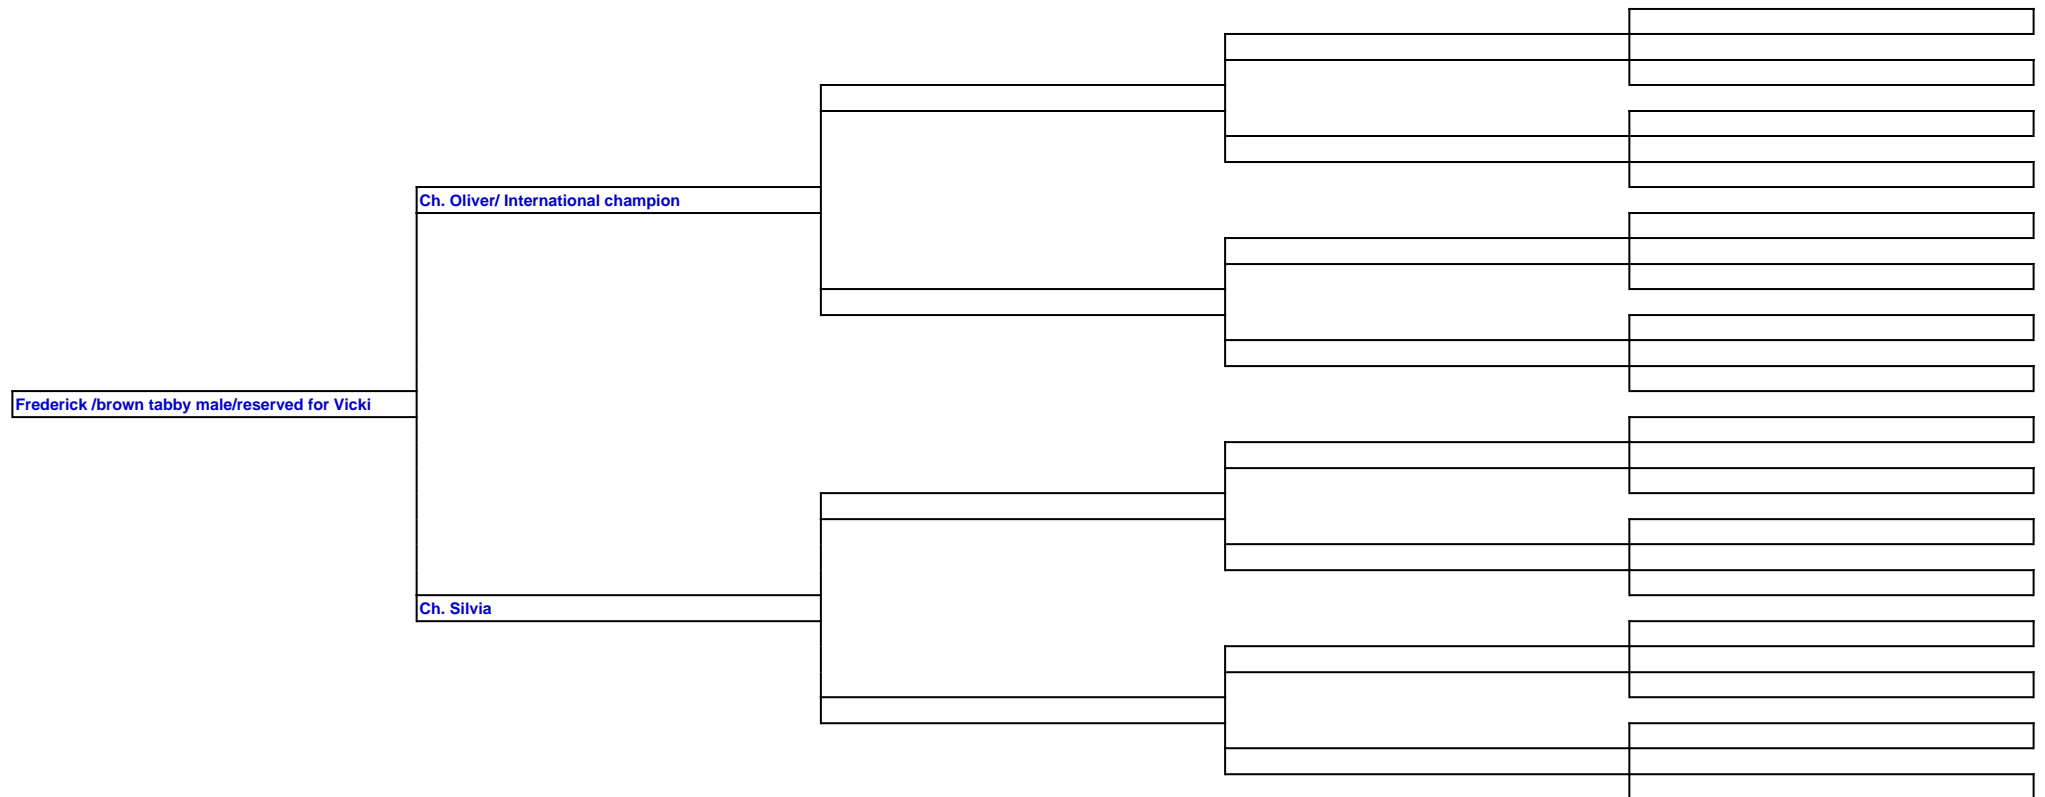 Ch. Oliver/ International champion
Frederick /brown tabby male/reserved for Vicki
Ch. Silvia